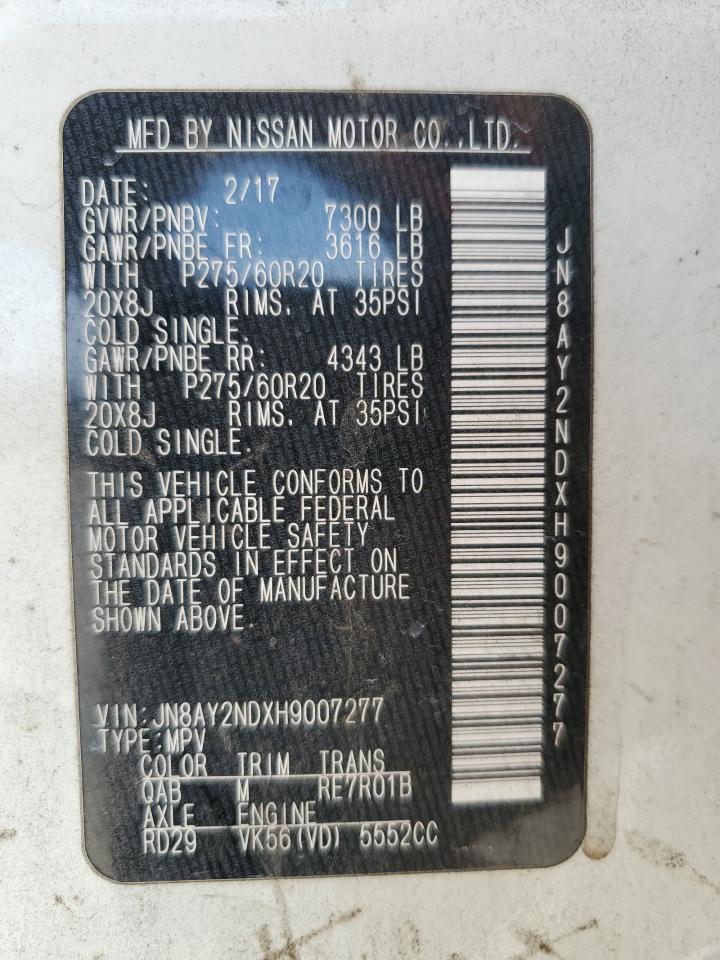 MFD BY NISSAN MOTOR CO.,LTD.
DATE: 2/17
GVWR/PNBV: 7300 LB
GAWR/PNBE FR: 3616 LB
WITH P275/60R20 TIRES
20X8J RIMS. AT 35PSI
COLD SINGLE.
GAWR/PNBE RR: 4343 LB
WITH P275/60R20 TIRES
20X8J RIMS. AT 35PSI
COLD SINGLE.
THIS VEHICLE CONFORMS TO
ALL APPLICABLE FEDERAL
MOTOR VEHICLE SAFETY
STANDARDS IN EFFECT ON
THE DATE OF MANUFACTURE
SHOWN ABOVE.
VIN:JN8AY2NDXH9007277
TYPE:MPV
COLOR TRIM TRANS
QAB M RE7R01B
AXLE ENGINE
RD29 VK56(VD) 5552CC
JN8AY2NDXH9007277